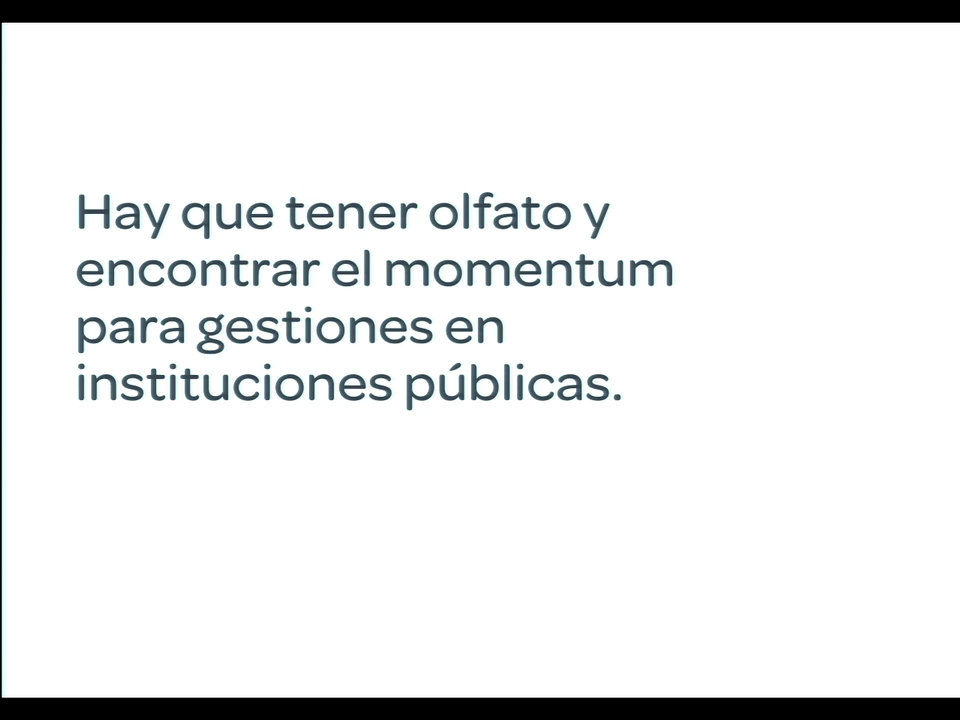 Hay que tener olfato y
encontrar el momentum
para gestiones en
instituciones públicas.